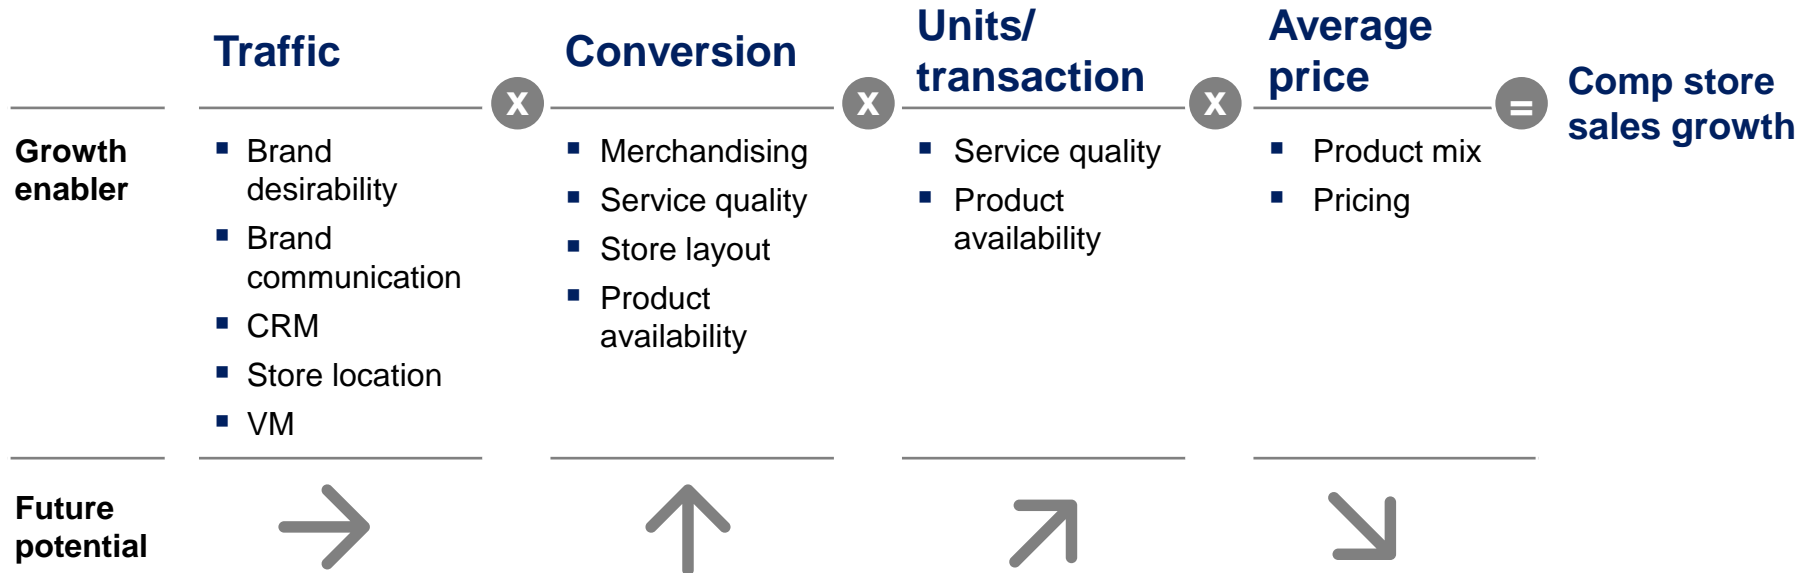 Traffic
Conversion
Units/
transaction
Average
price
x
x
x
=
Comp store
sales growth
Growth
enabler
▪ Brand
desirability
▪ Brand
communication
▪ CRM
▪ Store location
▪ VM
▪ Merchandising
▪ Service quality
▪ Store layout
▪ Product
availability
▪ Service quality
▪ Product
availability
▪ Product mix
▪ Pricing
Future
potential